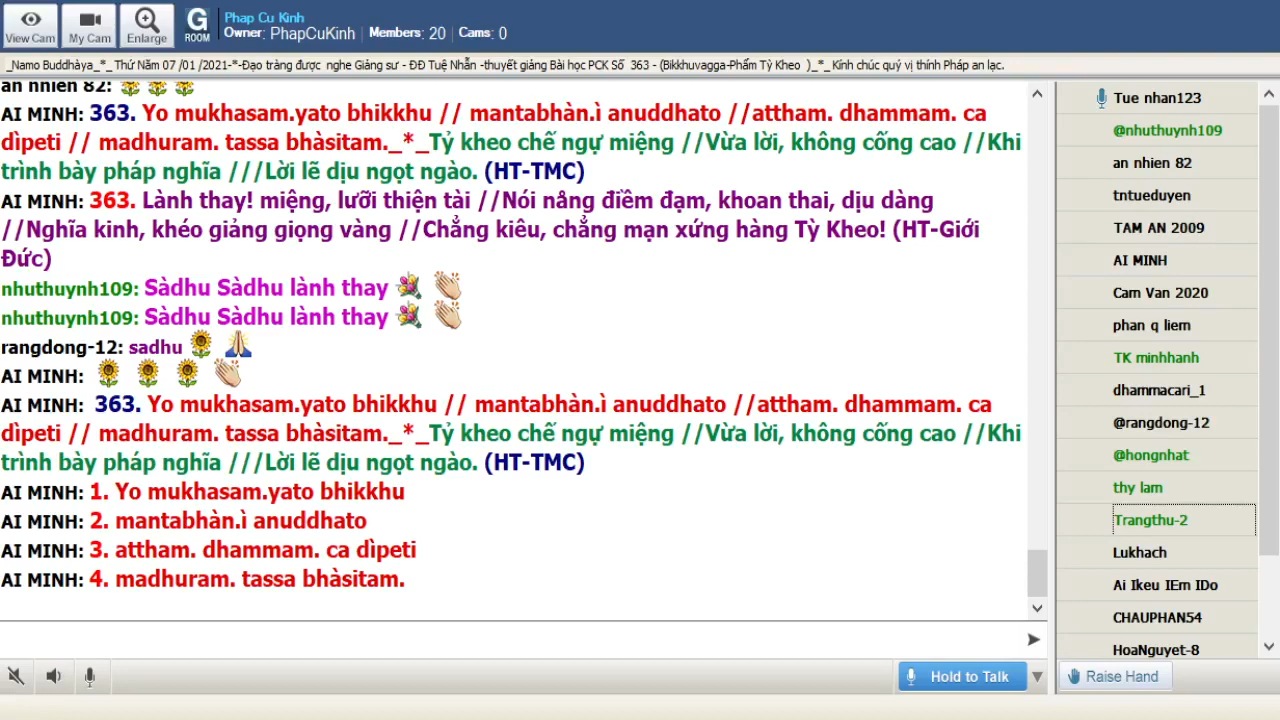 View Cam
My Cam
Enlarge
G
ROOM
Phap Cu Kinh
Owner: PhapCuKinh | Members: 20 | Cams: 0
_Namo Buddhàya_*_ Thứ Năm 07 /01 /2021-*-Đạo tràng được nghe Giảng sư - ĐĐ Tuệ Nhẫn -thuyết giảng Bài học PCK Số 363 - (Bikkhuvagga-Phẩm Tỷ Kheo )_*_ Kính chúc quý vị thính Pháp an lạc.
an nhien 82:
AI MINH: 363. Yo mukhasam.yato bhikkhu // mantabhàn.ì anuddhato //attham. dhammam. ca
dìpeti // madhuram. tassa bhàsitam._*_Tỷ kheo chế ngự miệng //Vừa lời, không cống cao //Khi
trình bày pháp nghĩa ///Lời lẽ dịu ngọt ngào. (HT-TMC)
AI MINH: 363. Lành thay! miệng, lưỡi thiện tài //Nói năng điềm đạm, khoan thai, dịu dàng
//Nghĩa kinh, khéo giảng giọng vàng //Chẳng kiêu, chẳng mạn xứng hàng Tỳ Kheo! (HT-Giới
Đức)
nhuthuynh109: Sàdhu Sàdhu lành thay
nhuthuynh109: Sàdhu Sàdhu lành thay
rangdong-12: sadhu
AI MINH:
AI MINH: 363. Yo mukhasam.yato bhikkhu // mantabhàn.ì anuddhato //attham. dhammam. ca
dìpeti // madhuram. tassa bhàsitam._*_Tỷ kheo chế ngự miệng //Vừa lời, không cống cao //Khi
trình bày pháp nghĩa ///Lời lẽ dịu ngọt ngào. (HT-TMC)
AI MINH: 1. Yo mukhasam.yato bhikkhu
AI MINH: 2. mantabhàn.ì anuddhato
AI MINH: 3. attham. dhammam. ca dìpeti
AI MINH: 4. madhuram. tassa bhàsitam.
Hold to Talk
Tue nhan123
@nhuthuynh109
an nhien 82
tntueduyen
TAM AN 2009
AI MINH
Cam Van 2020
phan q liem
TK minhhanh
dhammacari_1
@rangdong-12
@hongnhat
thy lam
Trangthu-2
Lukhach
Ai Ikeu IEm IDo
CHAUPHAN54
HoaNguyet-8
Raise Hand